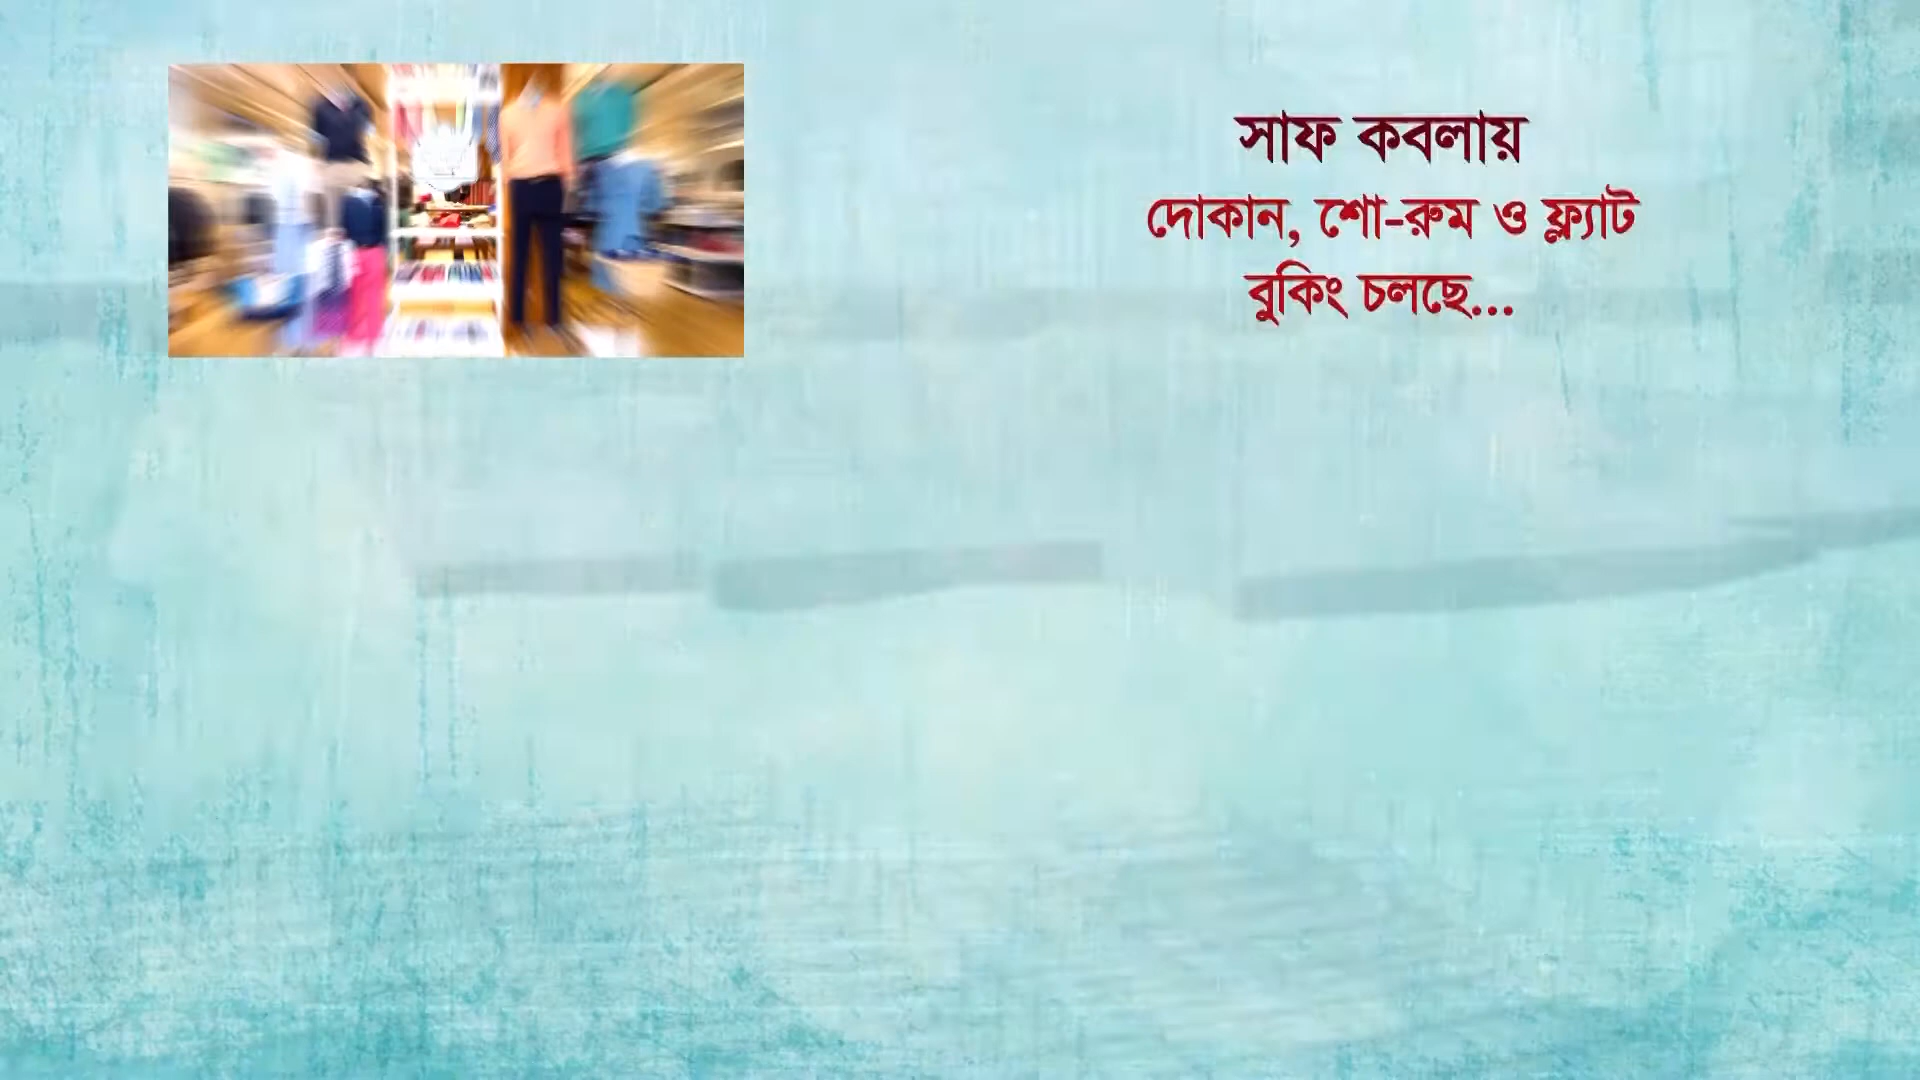 সাফ কবলায়
দোকান, শো-রুম ও ফ্ল্যাট
বুকিং চলছে...